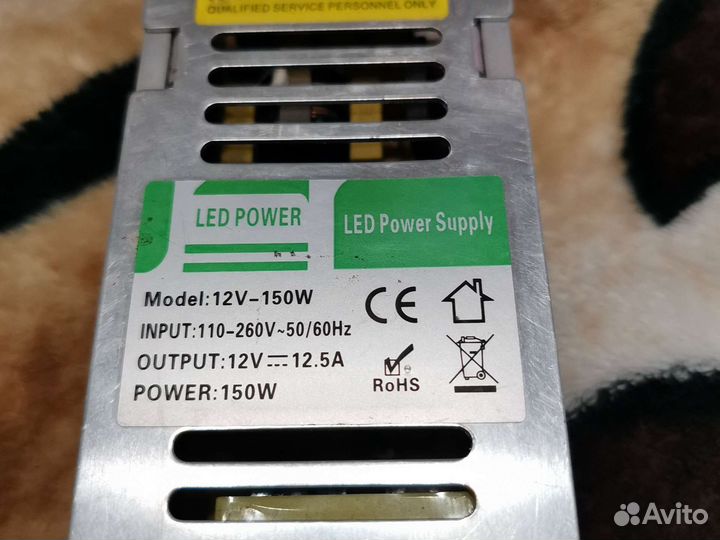 QUALIFIED SERVICE PERSONNEL ONLY
LED POWER
LED Power Supply
Model:12V-150W
INPUT:110-260V~50/60Hz
OUTPUT:12V⎓12.5A
POWER:150W
CE
RoHS
Avito